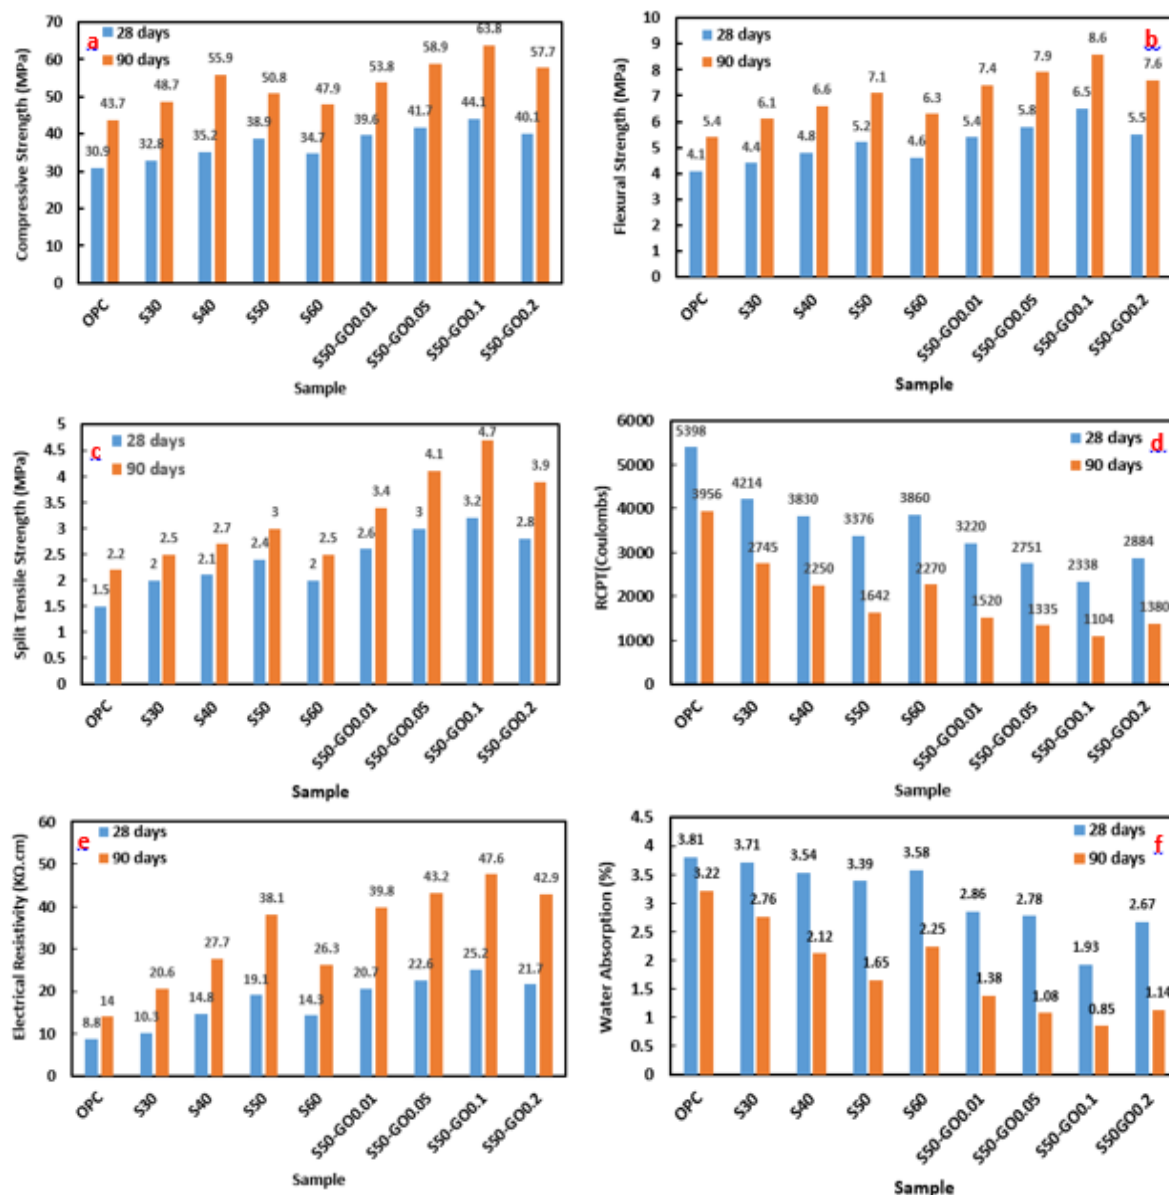 a
28 days
90 days
Compressive Strength (MPa)
70
60
50
40
30
20
10
0
30.9
43.7
32.8
48.7
35.2
55.9
38.9
50.8
34.7
47.9
39.6
53.8
41.7
58.9
44.1
63.8
40.1
57.7
OPC
S30
S40
S50
S60
S50-GO0.01
S50-GO0.05
S50-GO0.1
S50-GO0.2
Sample
b
28 days
90 days
Flexural Strength (MPa)
10
9
8
7
6
5
4
3
2
1
0
4.1
5.4
4.4
6.1
4.8
6.6
5.2
7.1
4.6
6.3
5.4
7.4
5.8
7.9
6.5
8.6
5.5
7.6
OPC
S30
S40
S50
S60
S50-GO0.01
S50-GO0.05
S50-GO0.1
S50-GO0.2
Sample
c
28 days
90 days
Split Tensile Strength (MPa)
5
4.5
4
3.5
3
2.5
2
1.5
1
0.5
0
1.5
2.2
2
2.5
2.1
2.7
2.4
3
2
2.5
2.6
3.4
3
4.1
3.2
4.7
2.8
3.9
OPC
S30
S40
S50
S60
S50-GO0.01
S50-GO0.05
S50-GO0.1
S50-GO0.2
Sample
d
28 days
90 days
RCPT(Coulombs)
6000
5000
4000
3000
2000
1000
0
5398
3956
4214
2745
3830
2250
3376
1642
3860
2270
3220
1520
2751
1335
2338
1104
2884
1380
OPC
S30
S40
S50
S60
S50-GO0.01
S50-GO0.05
S50-GO0.1
S50-GO0.2
Sample
e
28 days
90 days
Electrical Resistivity (KΩ.cm)
60
50
40
30
20
10
0
8.8
14
10.3
20.6
14.8
27.7
19.1
38.1
14.3
26.3
20.7
39.8
22.6
43.2
25.2
47.6
21.7
42.9
OPC
S30
S40
S50
S60
S50-GO0.01
S50-GO0.05
S50-GO0.1
S50-GO0.2
Sample
f
28 days
90 days
Water Absorption (%)
4.5
4
3.5
3
2.5
2
1.5
1
0.5
0
3.81
3.22
3.71
2.76
3.54
2.12
3.39
1.65
3.58
2.25
2.86
1.38
2.78
1.08
1.93
0.85
2.67
1.14
OPC
S30
S40
S50
S60
S50-GO0.01
S50-GO0.05
S50-GO0.1
S50GO0.2
Sample